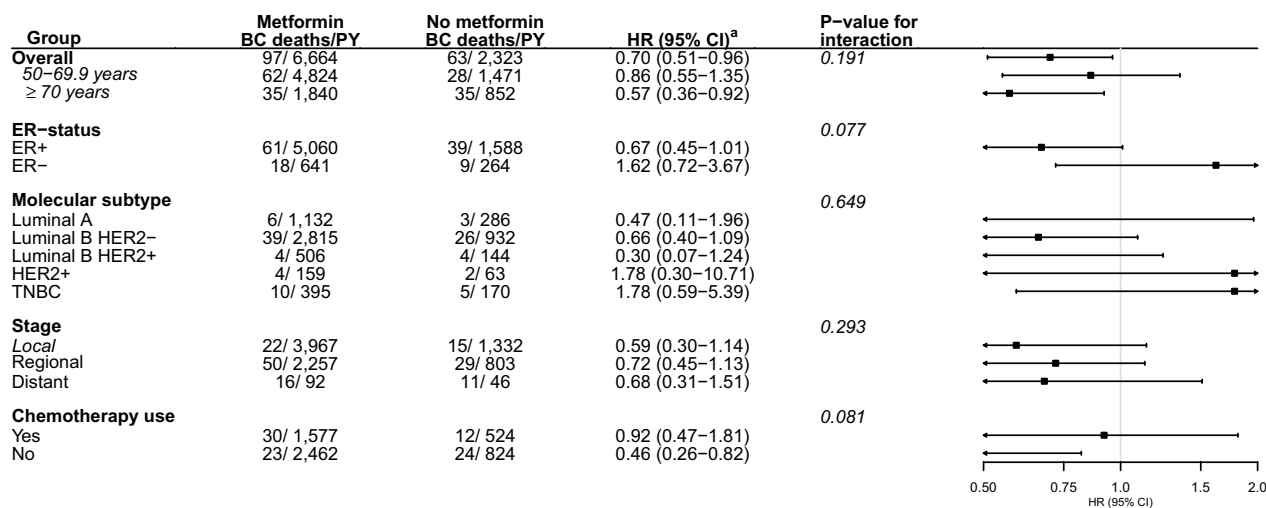 Group Metformin BC deaths/PY No metformin BC deaths/PY HR (95% CI)a P−value for interaction
Overall 97/ 6,664 63/ 2,323 0.70 (0.51−0.96) 0.191
50−69.9 years 62/ 4,824 28/ 1,471 0.86 (0.55−1.35)
≥ 70 years 35/ 1,840 35/ 852 0.57 (0.36−0.92)
ER−status 0.077
ER+ 61/ 5,060 39/ 1,588 0.67 (0.45−1.01)
ER− 18/ 641 9/ 264 1.62 (0.72−3.67)
Molecular subtype 0.649
Luminal A 6/ 1,132 3/ 286 0.47 (0.11−1.96)
Luminal B HER2− 39/ 2,815 26/ 932 0.66 (0.40−1.09)
Luminal B HER2+ 4/ 506 4/ 144 0.30 (0.07−1.24)
HER2+ 4/ 159 2/ 63 1.78 (0.30−10.71)
TNBC 10/ 395 5/ 170 1.78 (0.59−5.39)
Stage 0.293
Local 22/ 3,967 15/ 1,332 0.59 (0.30−1.14)
Regional 50/ 2,257 29/ 803 0.72 (0.45−1.13)
Distant 16/ 92 11/ 46 0.68 (0.31−1.51)
Chemotherapy use 0.081
Yes 30/ 1,577 12/ 524 0.92 (0.47−1.81)
No 23/ 2,462 24/ 824 0.46 (0.26−0.82)
0.50 0.75 1.0 1.5 2.0
HR (95% CI)